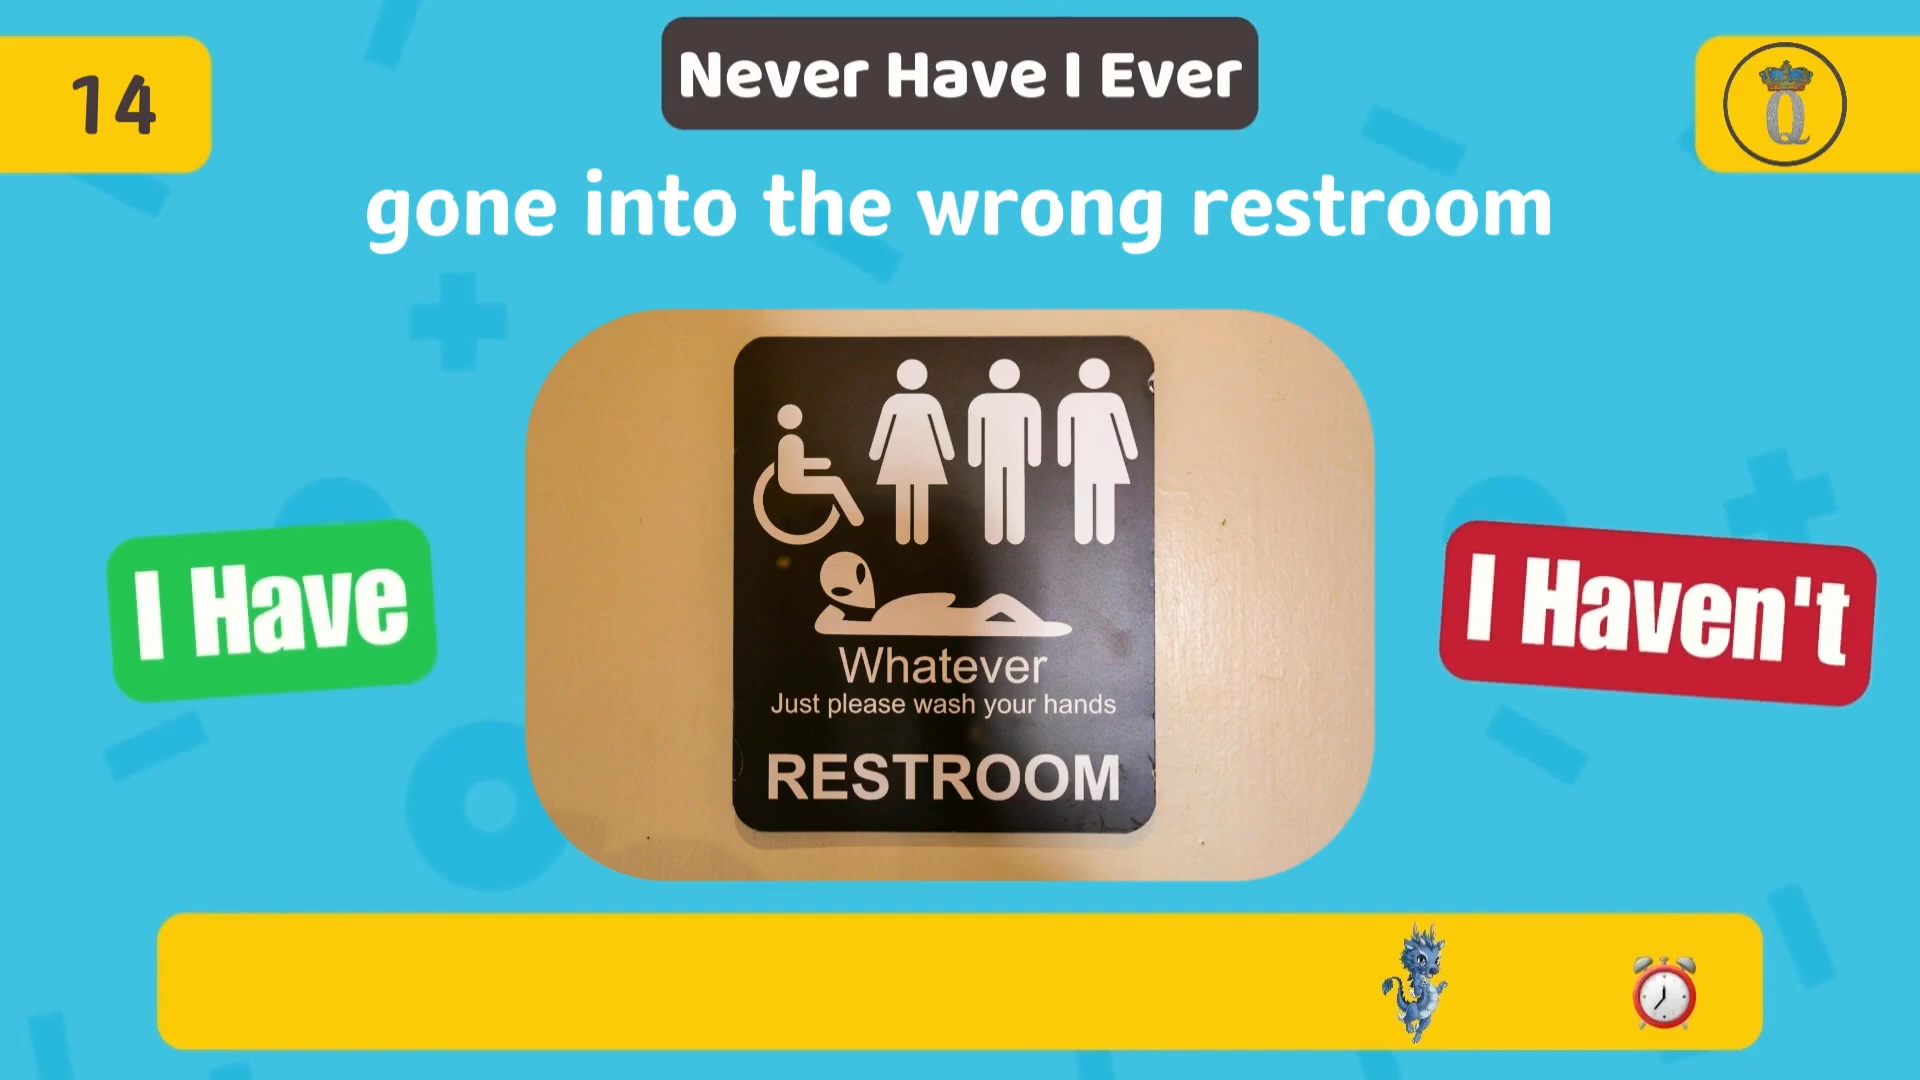 14
Never Have I Ever
Q
gone into the wrong restroom
I Have
I Haven't
Whatever
Just please wash your hands
RESTROOM